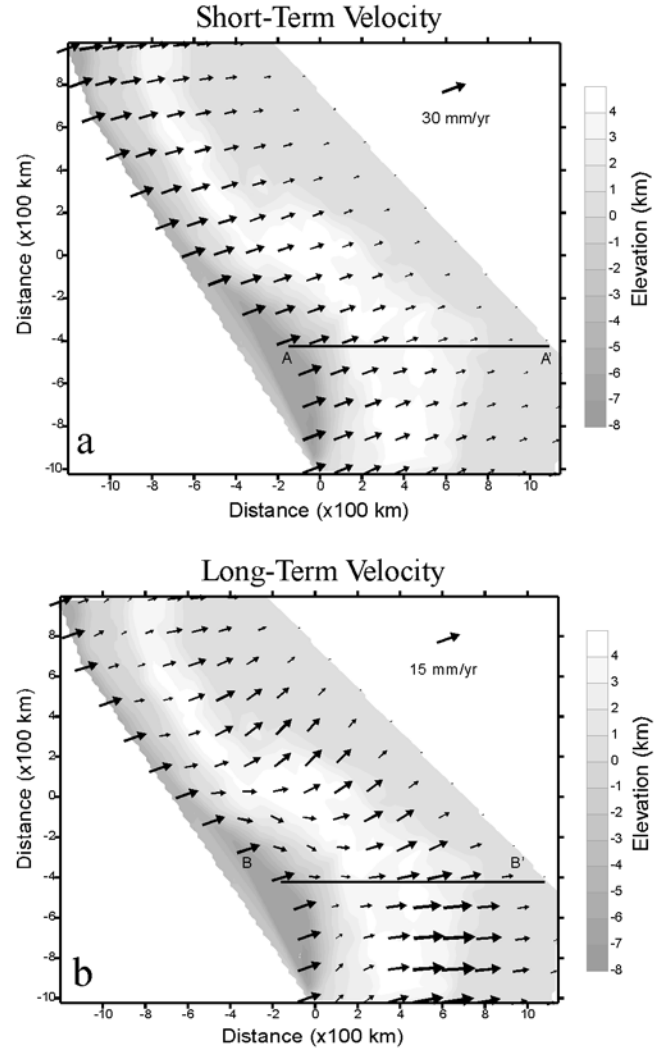 Short-Term Velocity
8
6
4
2
0
-2
-4
-6
-8
-10
Distance (x100 km)
-10 -8 -6 -4 -2 0 2 4 6 8 10
Distance (x100 km)
30 mm/yr
A A'
a
4
3
2
1
0
-1
-2
-3
-4
-5
-6
-7
-8
Elevation (km)
Long-Term Velocity
8
6
4
2
0
-2
-4
-6
-8
-10
Distance (x100 km)
-10 -8 -6 -4 -2 0 2 4 6 8 10
Distance (x100 km)
15 mm/yr
B B'
b
4
3
2
1
0
-1
-2
-3
-4
-5
-6
-7
-8
Elevation (km)